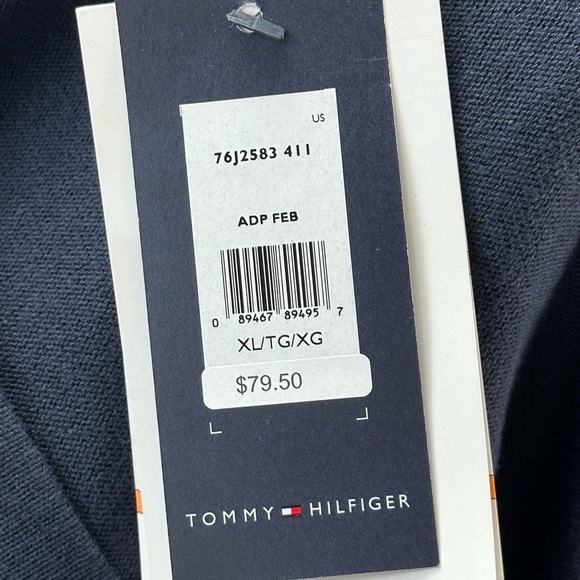 US
76J2583 411
ADP FEB
0 89467 89495 7
XL/TG/XG
$79.50
TOMMY HILFIGER